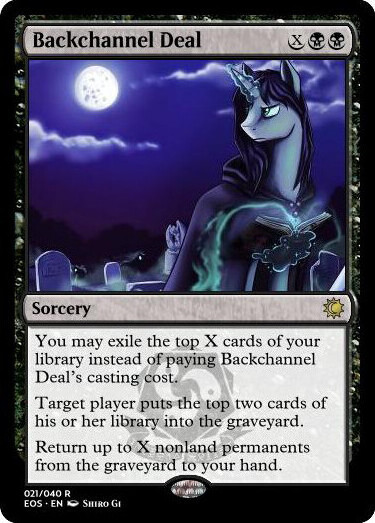 Backchannel Deal X
Sorcery
You may exile the top X cards of your
library instead of paying Backchannel
Deal's casting cost.
Target player puts the top two cards of
his or her library into the graveyard.
Return up to X nonland permanents
from the graveyard to your hand.
021/040 R
EOS • EN Shiro Gi